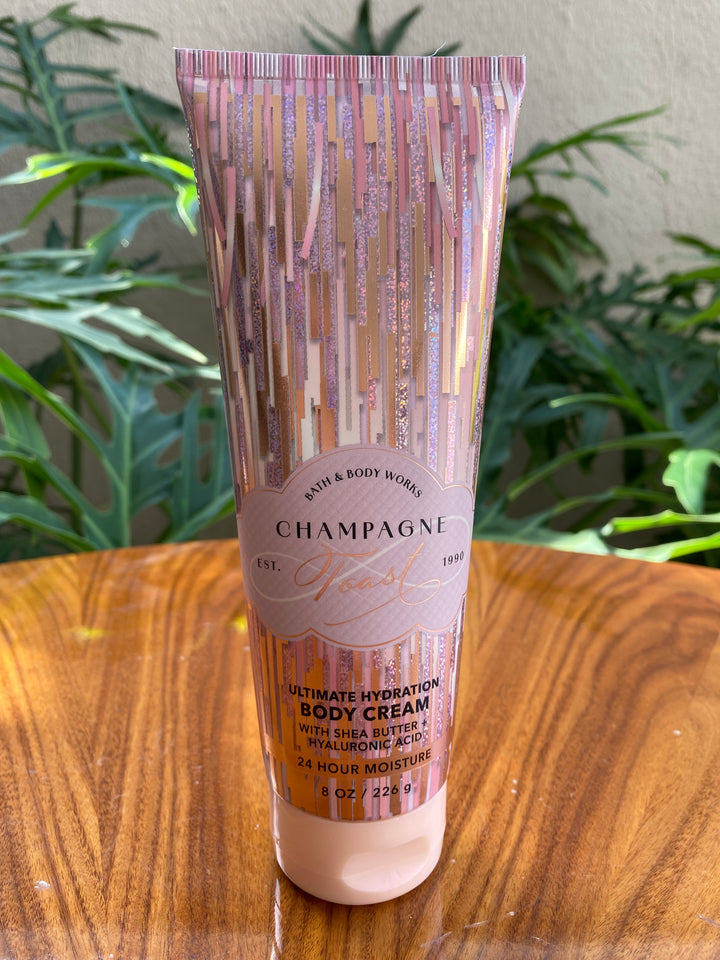 BATH & BODY WORKS
CHAMPAGNE
EST. Toast 1990
ULTIMATE HYDRATION
BODY CREAM
WITH SHEA BUTTER +
HYALURONIC ACID
24 HOUR MOISTURE
8 OZ / 226 g